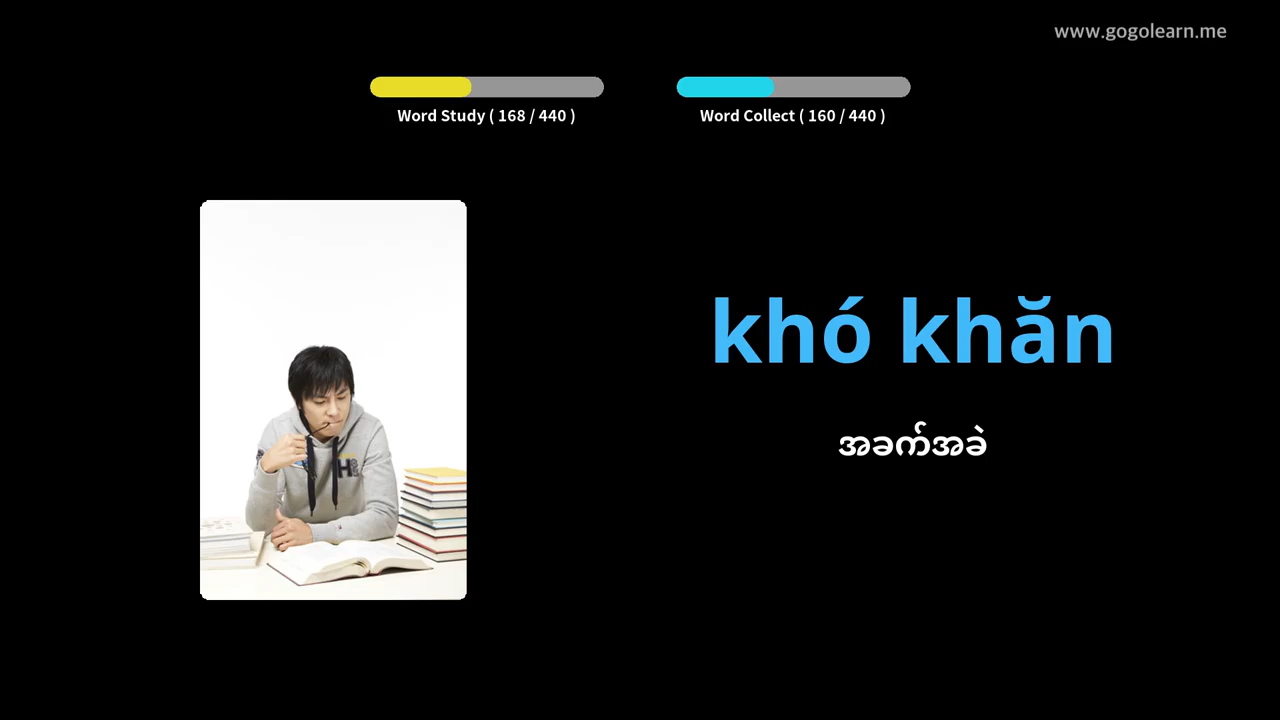 www.gogolearn.me
Word Study ( 168 / 440 )
Word Collect ( 160 / 440 )
khó khăn
အခက်အခဲ